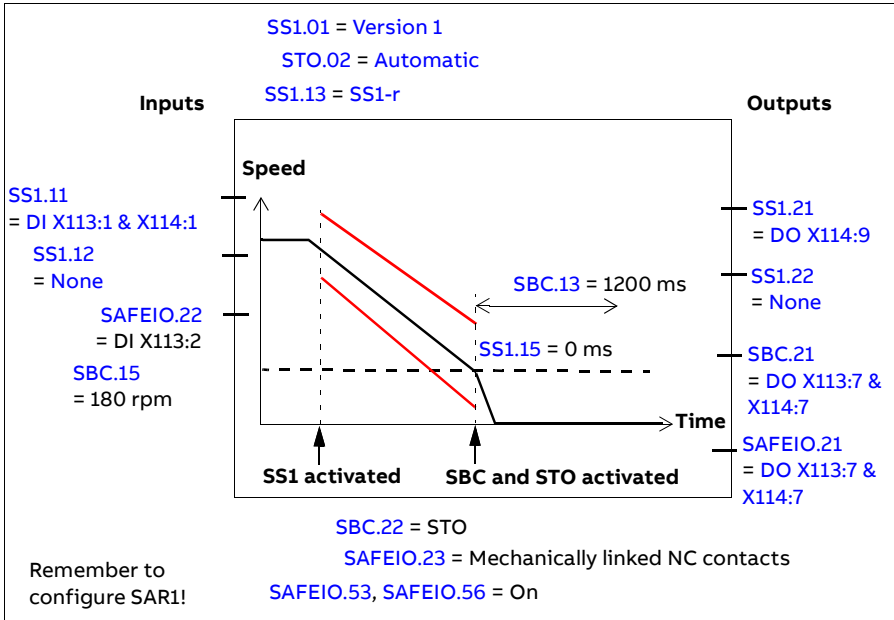 SS1.01 = Version 1
STO.02 = Automatic
SS1.13 = SS1-r
Inputs
Outputs
Speed
SS1.11
= DI X113:1 & X114:1
SS1.12
= None
SAFEIO.22
= DI X113:2
SBC.15
= 180 rpm
SBC.13 = 1200 ms
SS1.15 = 0 ms
Time
SS1 activated
SBC and STO activated
SS1.21
= DO X114:9
SS1.22
= None
SBC.21
= DO X113:7 &
X114:7
SAFEIO.21
= DO X113:7 &
X114:7
SBC.22 = STO
SAFEIO.23 = Mechanically linked NC contacts
SAFEIO.53, SAFEIO.56 = On
Remember to
configure SAR1!